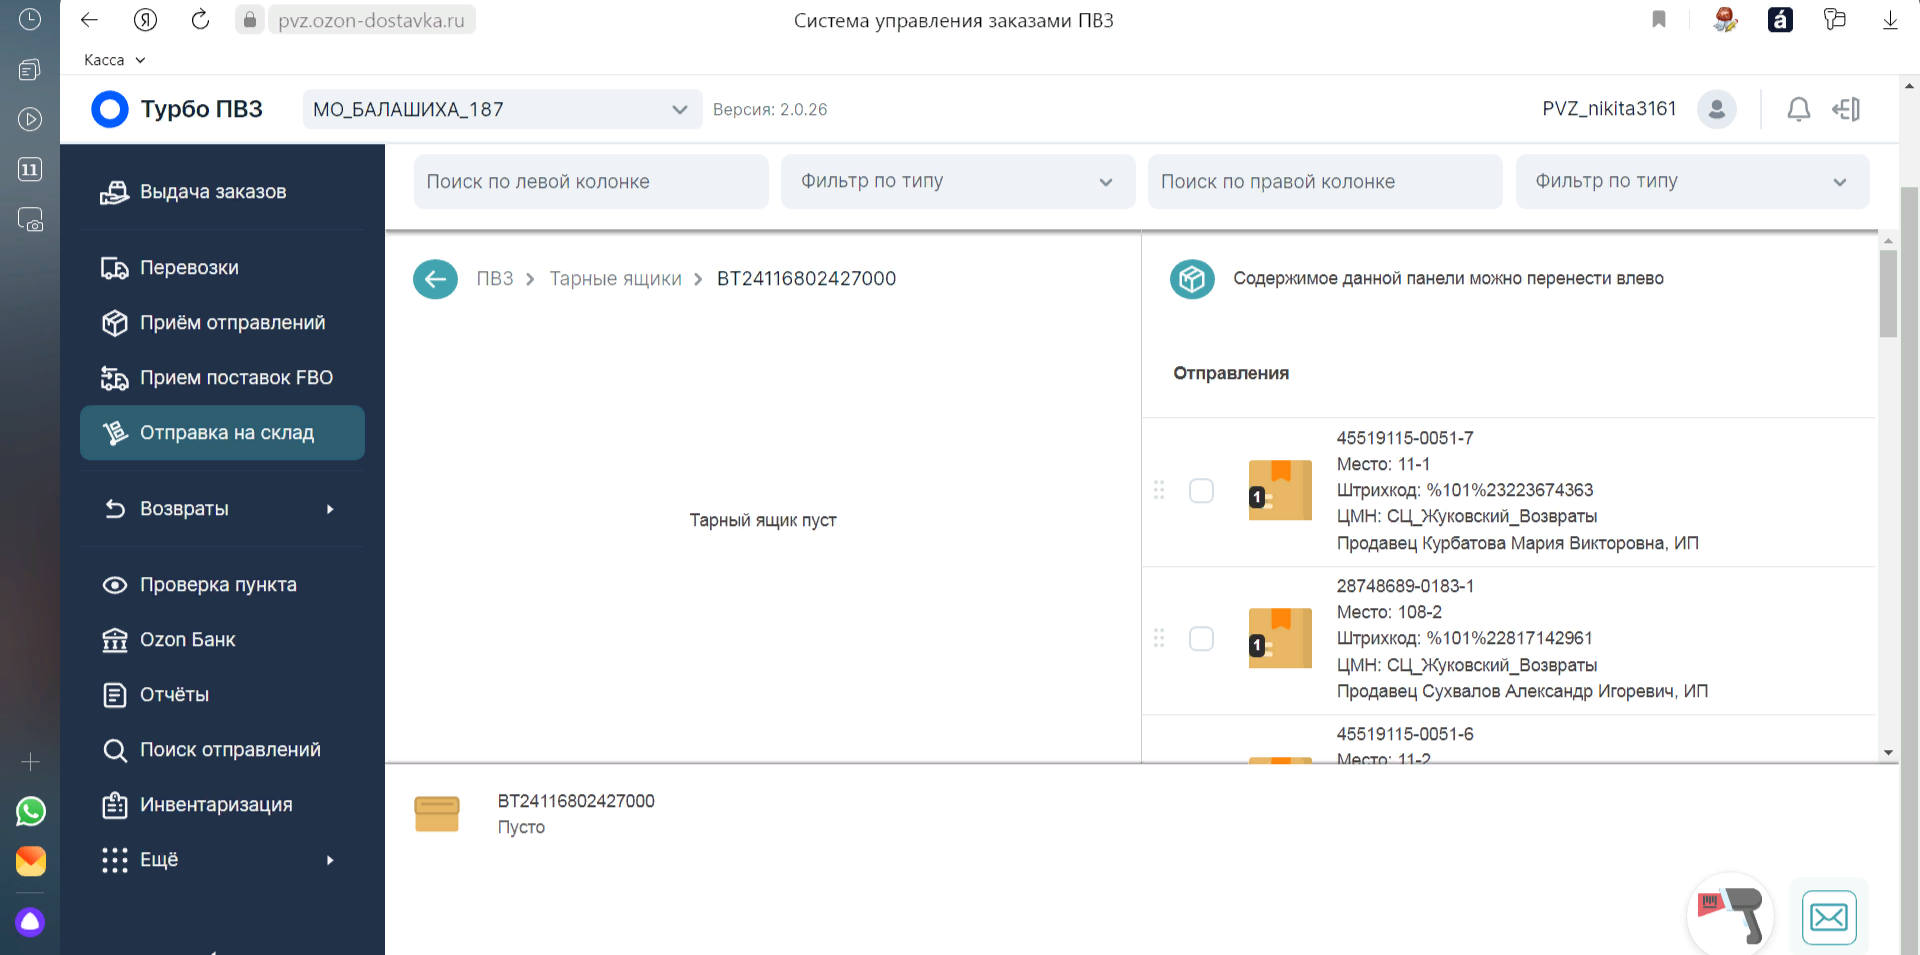 pvz.ozon-dostavka.ru
Система управления заказами ПВЗ
Касса
Турбо ПВЗ
МО_БАЛАШИХА_187
Версия: 2.0.26
PVZ_nikita3161
11
Выдача заказов
Перевозки
Приём отправлений
Прием поставок FBO
Отправка на склад
Возвраты
Проверка пункта
Ozon Банк
Отчёты
Поиск отправлений
Инвентаризация
Ещё
Поиск по левой колонке
Фильтр по типу
Поиск по правой колонке
Фильтр по типу
ПВЗ > Тарные ящики > BT24116802427000
Тарный ящик пуст
Содержимое данной панели можно перенести влево
Отправления
45519115-0051-7
Место: 11-1
Штрихкод: %101%23223674363
ЦМН: СЦ_Жуковский_Возвраты
Продавец Курбатова Мария Викторовна, ИП
1
28748689-0183-1
Место: 108-2
Штрихкод: %101%22817142961
ЦМН: СЦ_Жуковский_Возвраты
Продавец Сухвалов Александр Игоревич, ИП
1
45519115-0051-6
Место: 11-2
BT24116802427000
Пусто